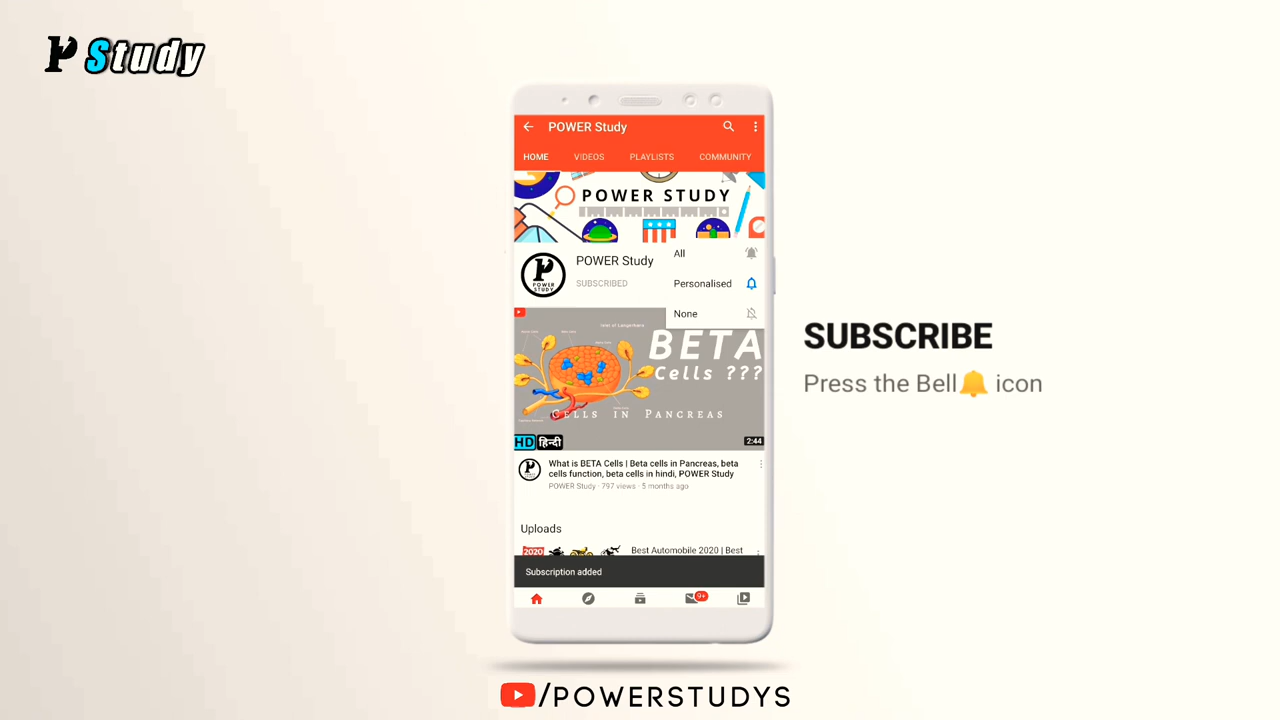 P Study
POWER Study
HOME VIDEOS PLAYLISTS COMMUNITY
POWER STUDY
All
POWER Study
POWER STUDY
SUBSCRIBED
Personalised
None
BETA
Cells ???
Cells in Pancreas
HD हिन्दी
2:44
What is BETA Cells | Beta cells in Pancreas, beta
cells function, beta cells in hindi, POWER Study
POWER Study · 797 views · 5 months ago
Uploads
2020
Best Automobile 2020 | Best
Subscription added
9+
SUBSCRIBE
Press the Bell🔔 icon
/POWERSTUDYS